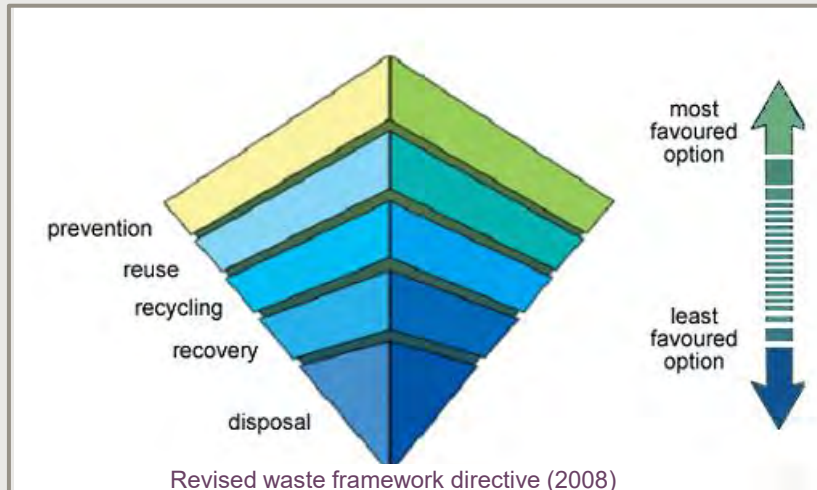 most
favoured
option
prevention
reuse
recycling
recovery
least
favoured
option
disposal
Revised waste framework directive (2008)